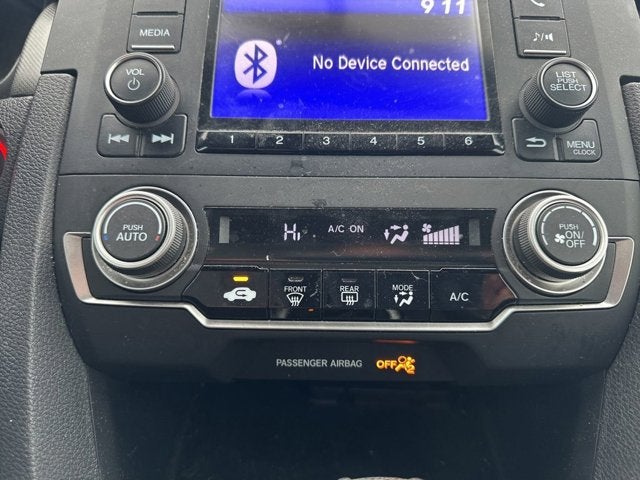 9 11
MEDIA
No Device Connected
VOL
LIST
PUSH
SELECT
1 2 3 4 5 6
MENU
CLOCK
PUSH
AUTO
Hi A/C ON
PUSH
ON/
OFF
FRONT REAR MODE A/C
PASSENGER AIRBAG OFF
2